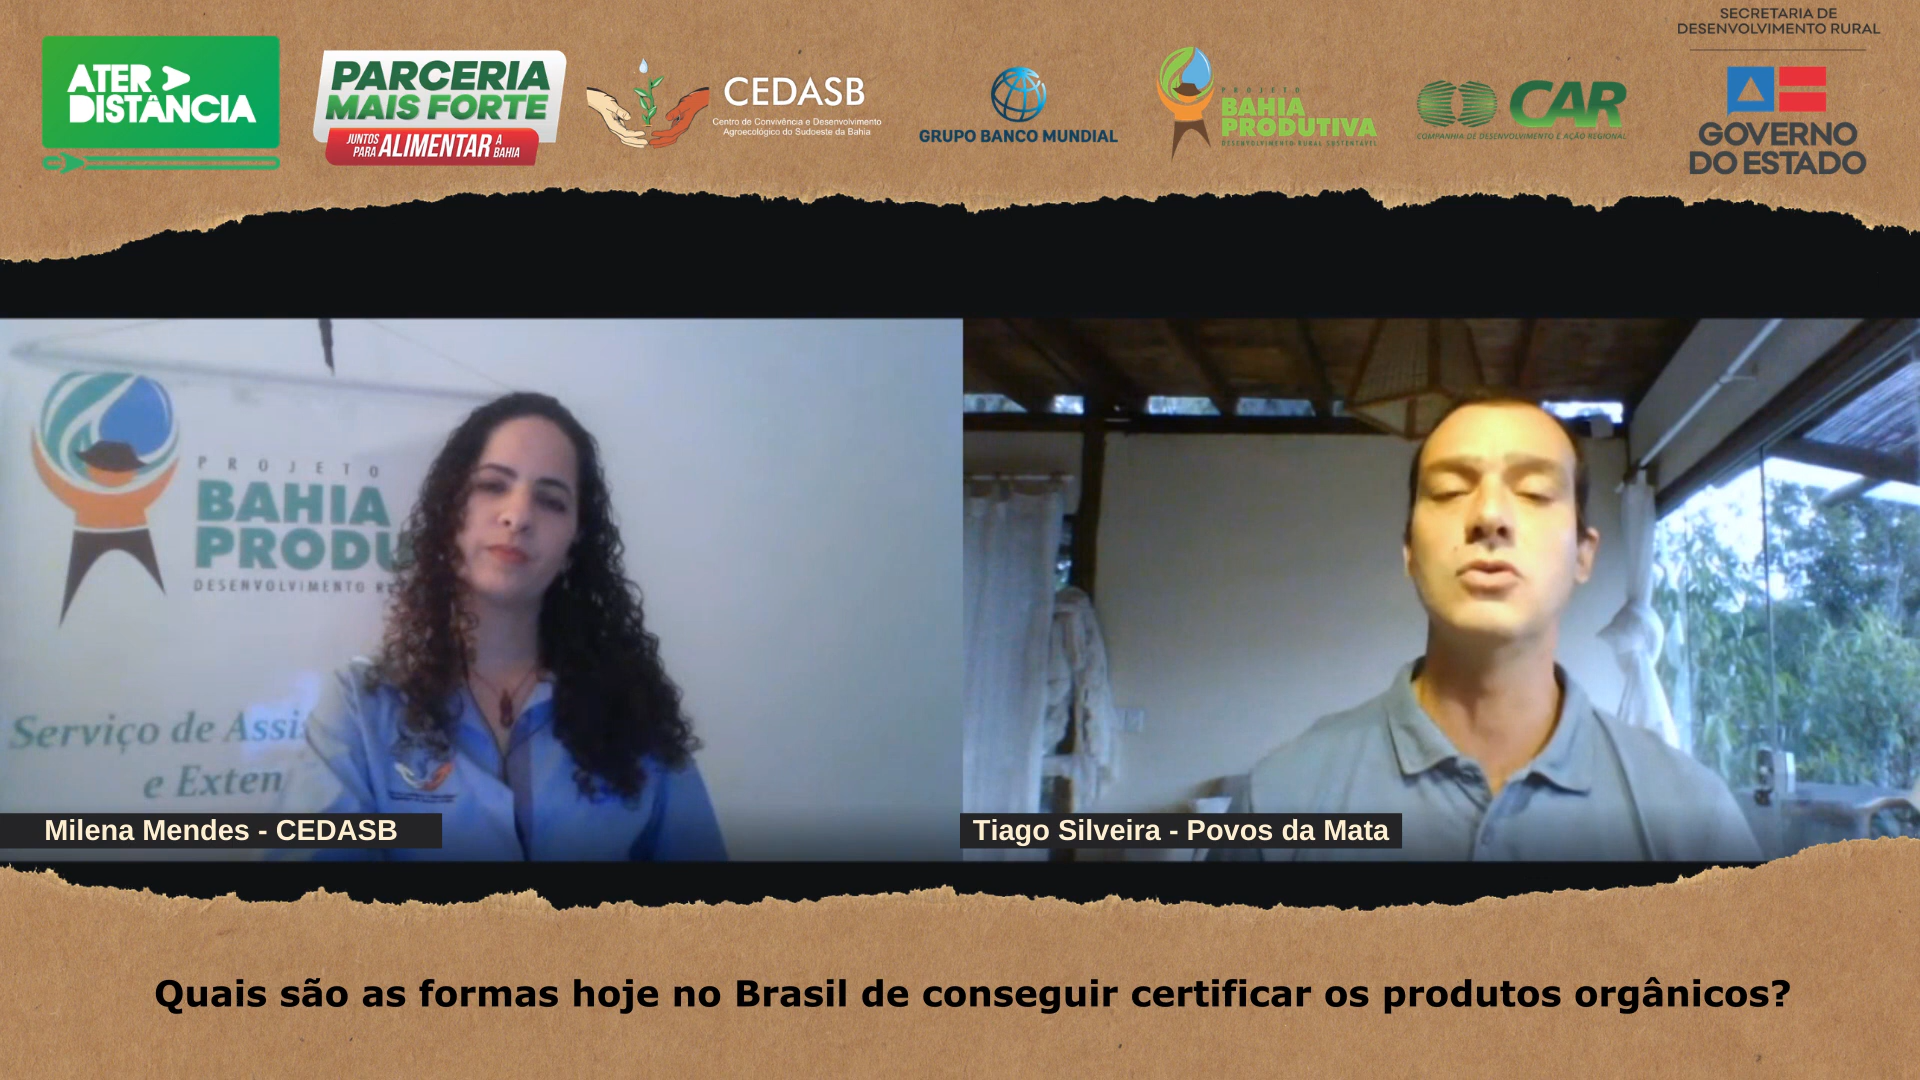 ATER
DISTÂNCIA
PARCERIA
MAIS FORTE
JUNTOS PARA ALIMENTAR A BAHIA
CEDASB
Centro de Convivência e Desenvolvimento
Agroecológico do Sudoeste da Bahia
GRUPO BANCO MUNDIAL
PROJETO
BAHIA
PRODUTIVA
DESENVOLVIMENTO RURAL SUSTENTÁVEL
CAR
COMPANHIA DE DESENVOLVIMENTO E AÇÃO REGIONAL
SECRETARIA DE
DESENVOLVIMENTO RURAL
GOVERNO
DO ESTADO
PROJETO
BAHIA
PRODU
DESENVOLVIMENTO R
Serviço de Assis
e Exten
Milena Mendes - CEDASB
Tiago Silveira - Povos da Mata
Quais são as formas hoje no Brasil de conseguir certificar os produtos orgânicos?